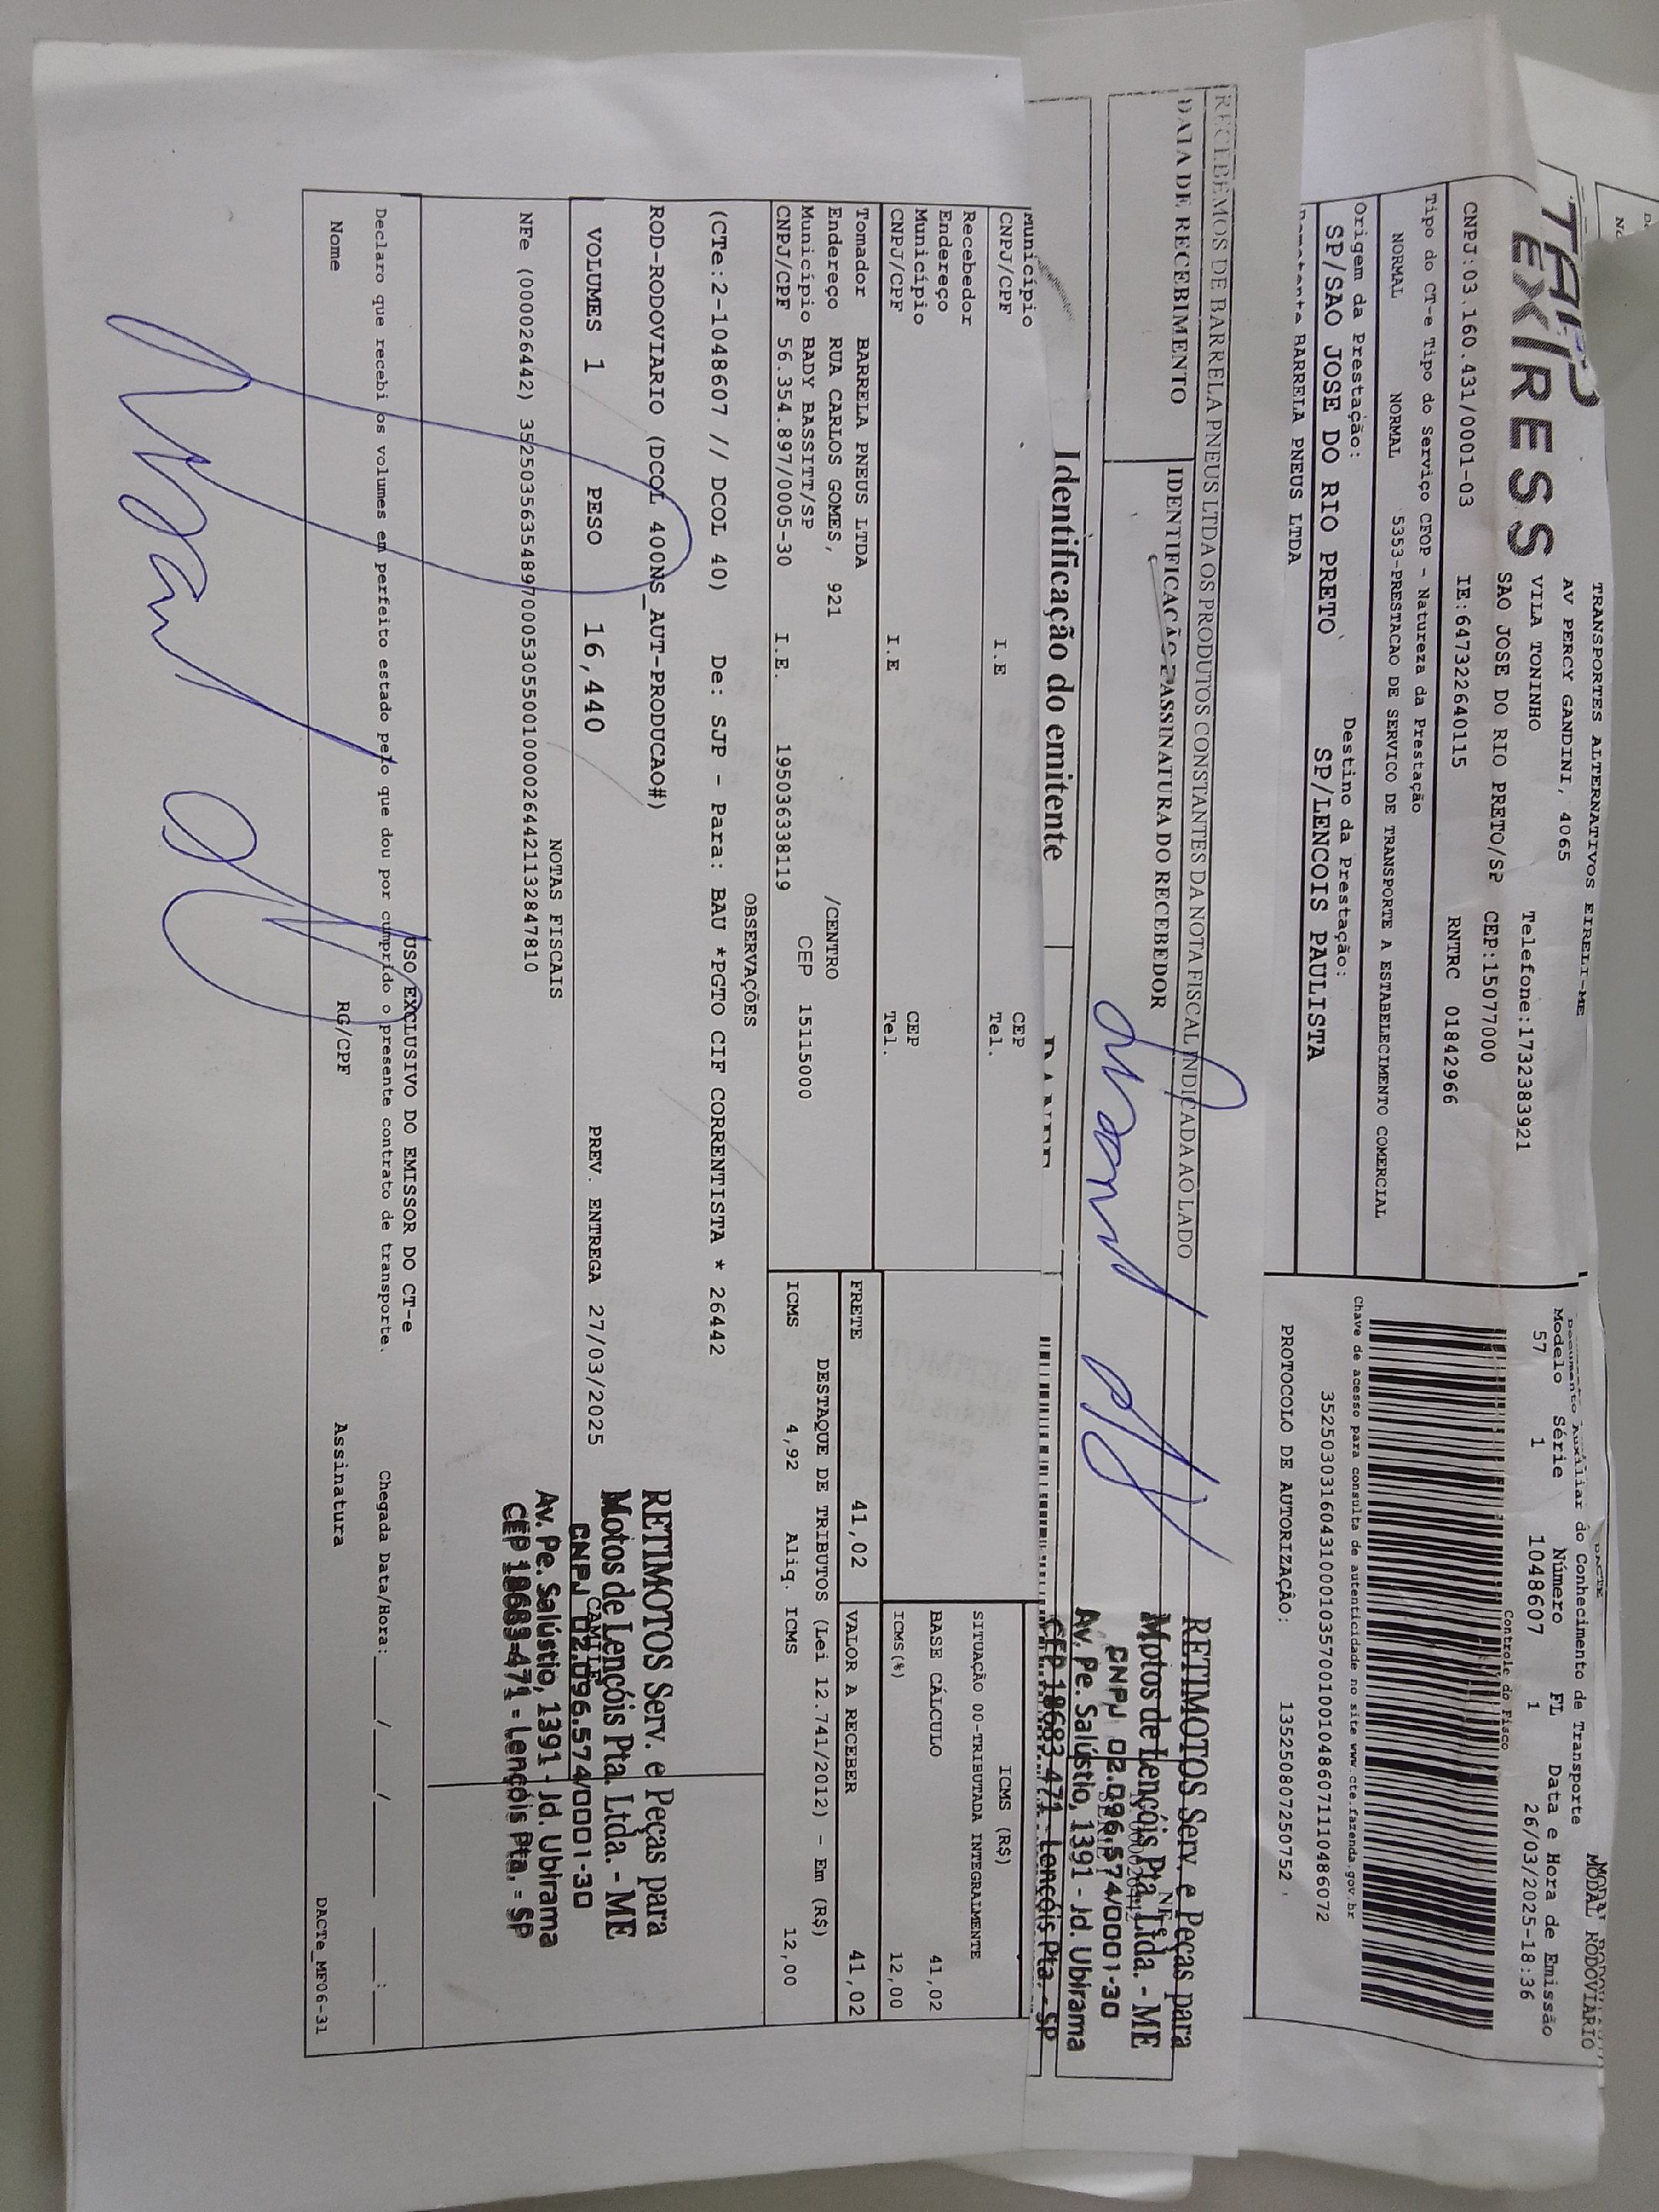 TRANSPORTES ALTERNATIVOS EIRELI-ME
AV PERCY GANDINI, 4065
VILA TONINHO
Telefone:1732383921
SAO JOSE DO RIO PRETO/SP CEP:15077000
CNPJ:03.160.431/0001-03 IE:647322640115 RNTRC 01842966
MODAL RODOVIARIO
Documento Auxiliar do Conhecimento de Transporte
Modelo Série Número FL Data e Hora de Emissão
57 1 1048607 1 26/03/2025-18:36
Controle do Fisco
Tipo do CT-e Tipo do Serviço CFOP - Natureza da Prestação
NORMAL NORMAL 5353-PRESTACAO DE SERVICO DE TRANSPORTE A ESTABELECIMENTO COMERCIAL
Chave de acesso para consulta de autenticidade no site www.cte.fazenda.gov.br
Origem da Prestação: Destino da Prestação:
SP/SAO JOSE DO RIO PRETO SP/LENCOIS PAULISTA
PROTOCOLO DE AUTORIZAÇÃO: 135250807250752
BARRELA PNEUS LTDA
RECEBEMOS DE BARRELA PNEUS LTDA OS PRODUTOS CONSTANTES DA NOTA FISCAL INDICADA AO LADO
DATA DE RECEBIMENTO
IDENTIFICAÇÃO E ASSINATURA DO RECEBEDOR
RETIMOTOS Serv. e Peças para
Motos de Lençóis Pta. Ltda. - ME
CNPJ 02.096.574/0001-30
Av. Pe. Salústio, 1391 - Jd. Ubirama
CEP 18683-471 - Lençóis Pta. - SP
Identificação do emitente
Município CEP
CNPJ/CPF I.E Tel.
Recebedor
Endereço
Município CEP
CNPJ/CPF I.E Tel.
ICMS (R$)
SITUAÇÃO 00-TRIBUTADA INTEGRALMENTE
BASE CÁLCULO 41,02
ICMS(%) 12,00
Tomador BARRELA PNEUS LTDA
Endereço RUA CARLOS GOMES, 921 /CENTRO
Município BADY BASSITT/SP CEP 15115000
CNPJ/CPF 56.354.897/0005-30 I.E. 195036338119
FRETE 41,02 VALOR A RECEBER 41,02
DESTAQUE DE TRIBUTOS (Lei 12.741/2012) - Em (R$)
ICMS 4,92 Aliq. ICMS 12,00
OBSERVAÇÕES
(CTe:2-1048607 // DCOL 40) De: SJP - Para: BAU *PGTO CIF CORRENTISTA * 26442
ROD-RODOVIARIO (DCOL 400NS_AUT-PRODUCAO#)
VOLUMES 1 PESO 16,440 PREV. ENTREGA 27/03/2025
RETIMOTOS Serv. e Peças para
Motos de Lençóis Pta. Ltda. - ME
CAMILE
CNPJ 02.096.574/0001-30
Av. Pe. Salústio, 1391 - Jd. Ubirama
CEP 18683-471 - Lençóis Pta. - SP
NOTAS FISCAIS
NFe (000026442)
USO EXCLUSIVO DO EMISSOR DO CT-e
Declaro que recebi os volumes em perfeito estado pelo que dou por cumprido o presente contrato de transporte. Chegada Data/Hora:____/____/____ ____:____
Nome RG/CPF Assinatura
DACTe_MF06-31